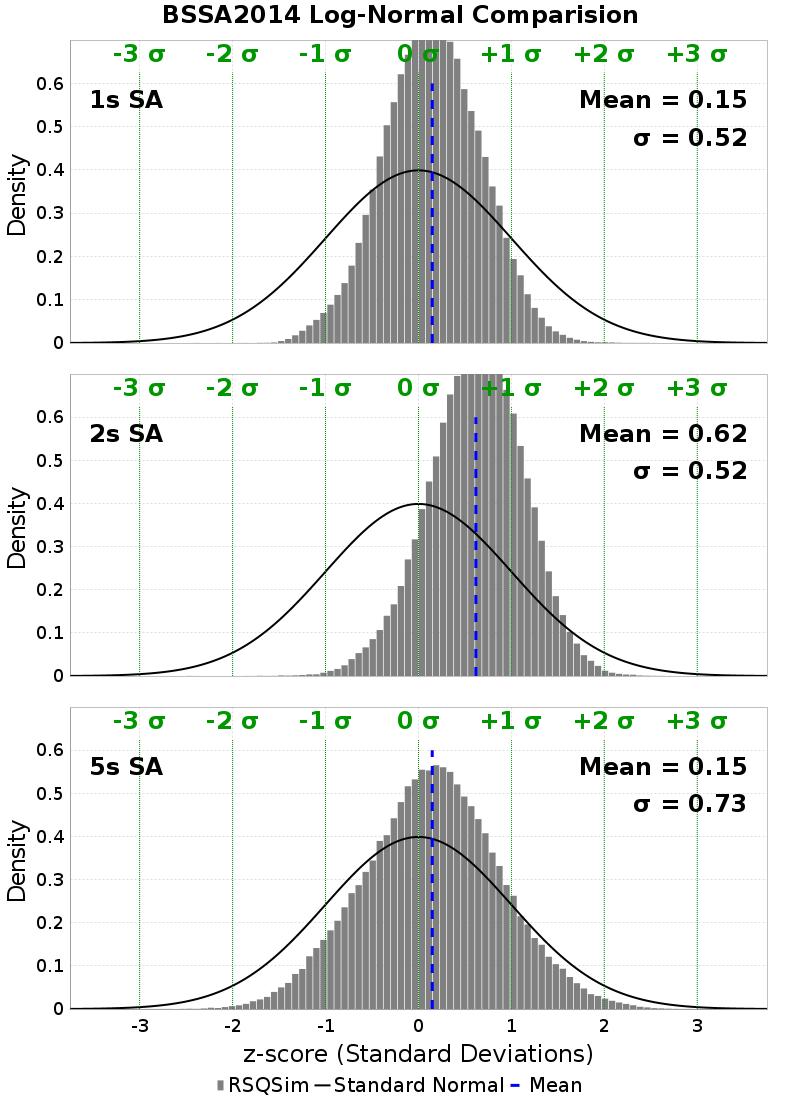 BSSA2014 Log-Normal Comparision
-3 σ -2 σ -1 σ 0 σ +1 σ +2 σ +3 σ
0.6
1s SA Mean = 0.15
0.5
σ = 0.52
0.4
0.3
0.2
0.1
0
Density
-3 σ -2 σ -1 σ 0 σ +1 σ +2 σ +3 σ
0.6
2s SA Mean = 0.62
0.5
σ = 0.52
0.4
0.3
0.2
0.1
0
Density
-3 σ -2 σ -1 σ 0 σ +1 σ +2 σ +3 σ
0.6
5s SA Mean = 0.15
0.5
σ = 0.73
0.4
0.3
0.2
0.1
0
Density
-3 -2 -1 0 1 2 3
z-score (Standard Deviations)
RSQSim Standard Normal Mean